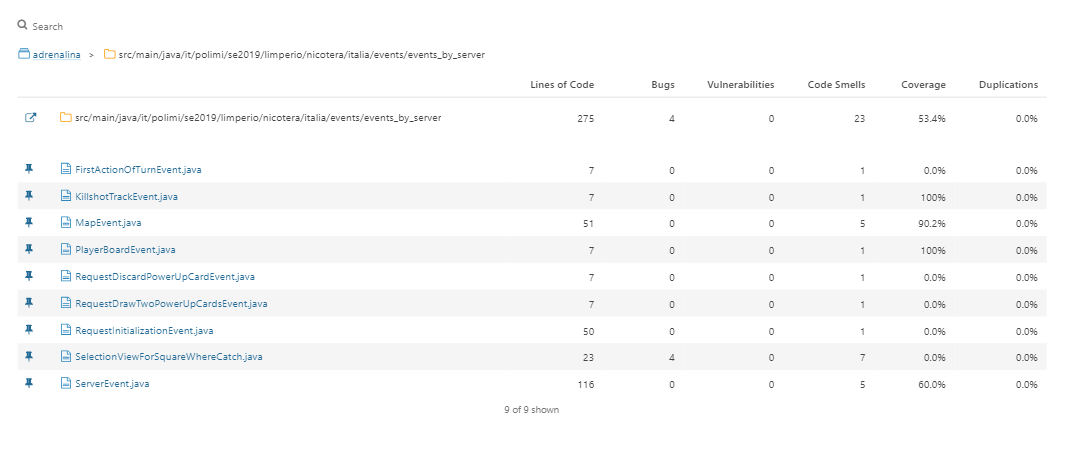 Search
adrenalina > src/main/java/it/polimi/se2019/limperio/nicotera/italia/events/events_by_server
Lines of Code Bugs Vulnerabilities Code Smells Coverage Duplications
src/main/java/it/polimi/se2019/limperio/nicotera/italia/events/events_by_server 275 4 0 23 53.4% 0.0%
FirstActionOfTurnEvent.java 7 0 0 1 0.0% 0.0%
KillshotTrackEvent.java 7 0 0 1 100% 0.0%
MapEvent.java 51 0 0 5 90.2% 0.0%
PlayerBoardEvent.java 7 0 0 1 100% 0.0%
RequestDiscardPowerUpCardEvent.java 7 0 0 1 0.0% 0.0%
RequestDrawTwoPowerUpCardsEvent.java 7 0 0 1 0.0% 0.0%
RequestInitializationEvent.java 50 0 0 1 0.0% 0.0%
SelectionViewForSquareWhereCatch.java 23 4 0 7 0.0% 0.0%
ServerEvent.java 116 0 0 5 60.0% 0.0%
9 of 9 shown